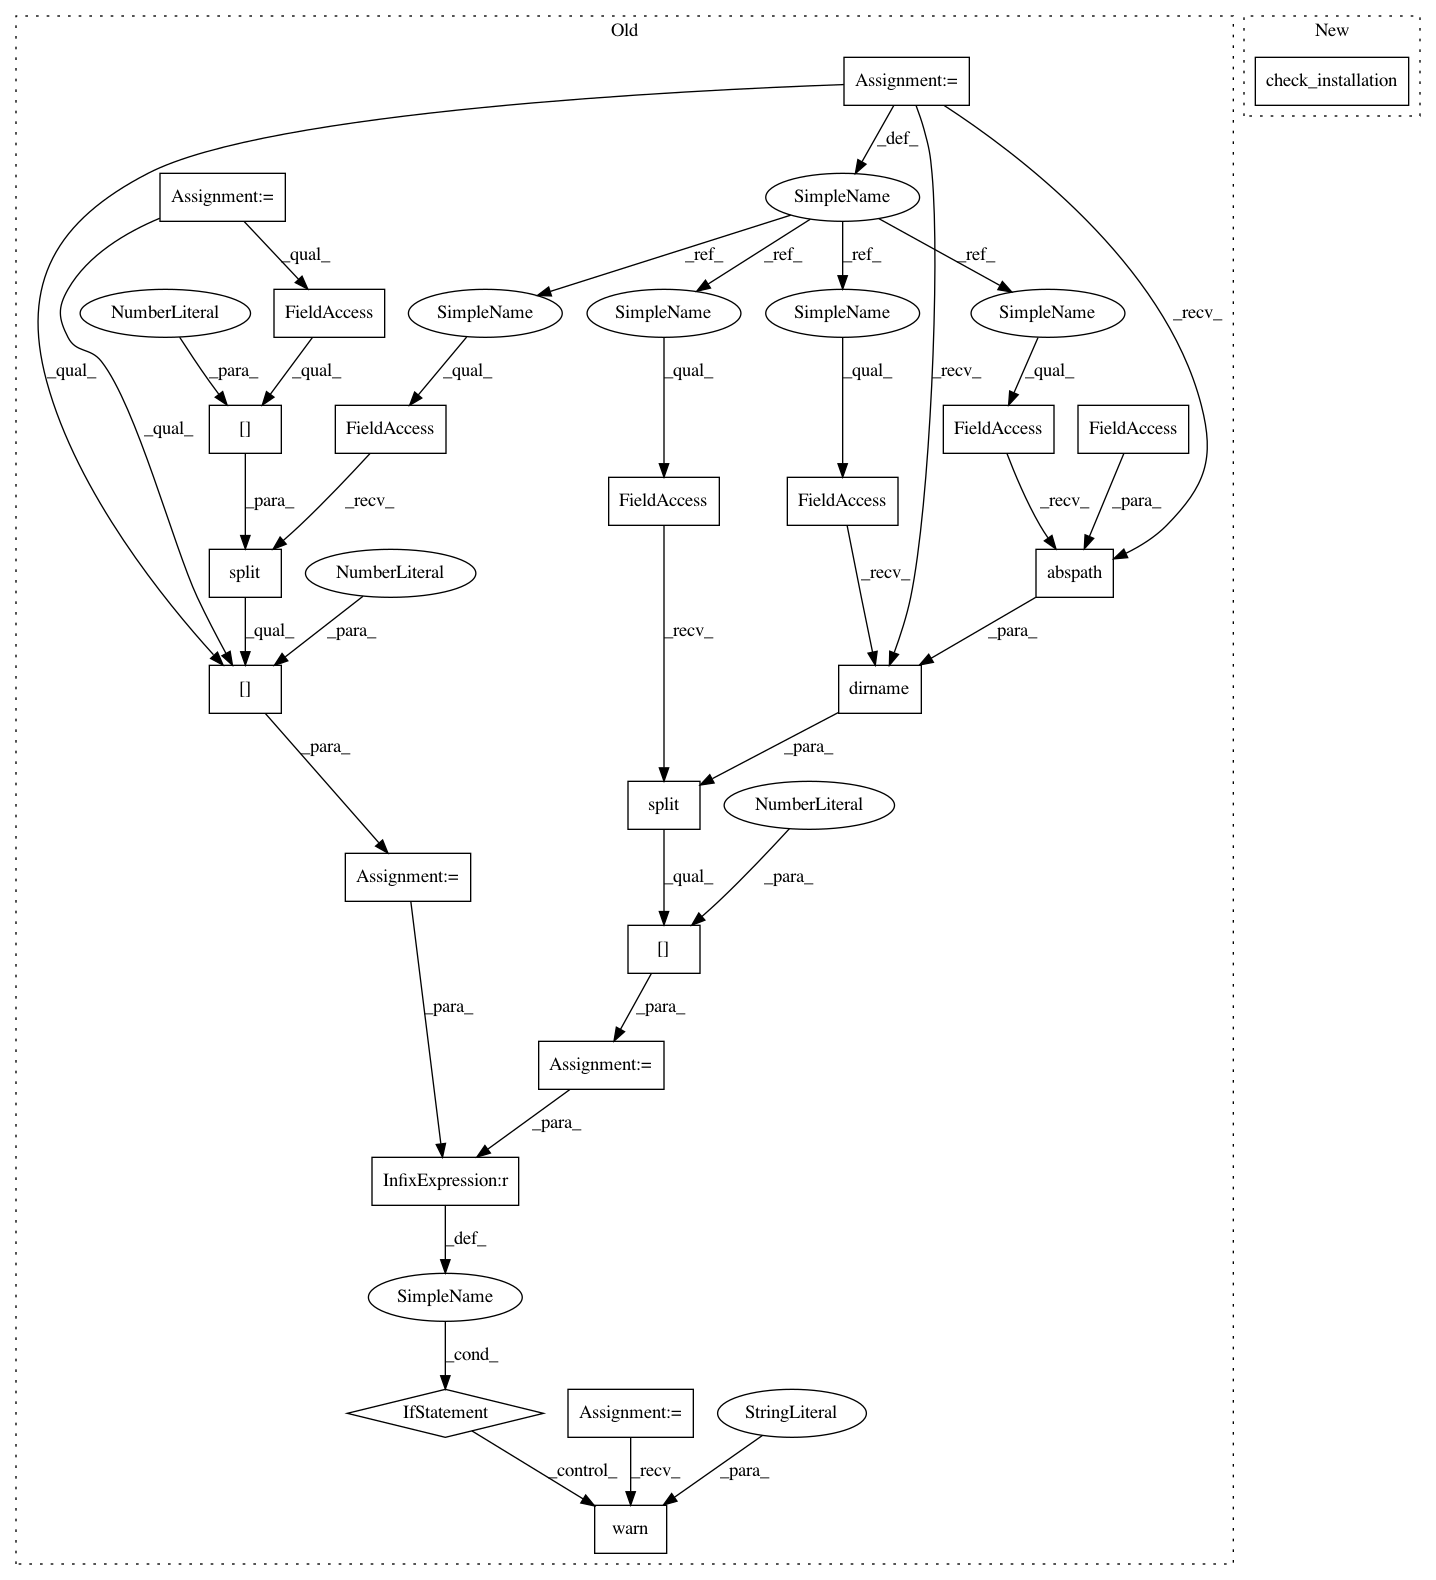 Old
New
Assignment:=
check_installation
_def_
Assignment:=
SimpleName
_qual_
_ref_
_ref_
_ref_
_ref_
NumberLiteral
FieldAccess
SimpleName
SimpleName
SimpleName
SimpleName
_recv_
_qual_
_para_
_qual_
_qual_
_qual_
_qual_
_recv_
_qual_
[]
_qual_
FieldAccess
FieldAccess
FieldAccess
_para_
_recv_
FieldAccess
FieldAccess
_recv_
_para_
split
NumberLiteral
_recv_
abspath
_qual_
_para_
_recv_
_para_
[]
dirname
_para_
_para_
split
NumberLiteral
Assignment:=
_qual_
_para_
[]
_para_
_para_
Assignment:=
_para_
InfixExpression:r
_def_
SimpleName
_cond_
IfStatement
Assignment:=
StringLiteral
_control_
_recv_
_para_
warn